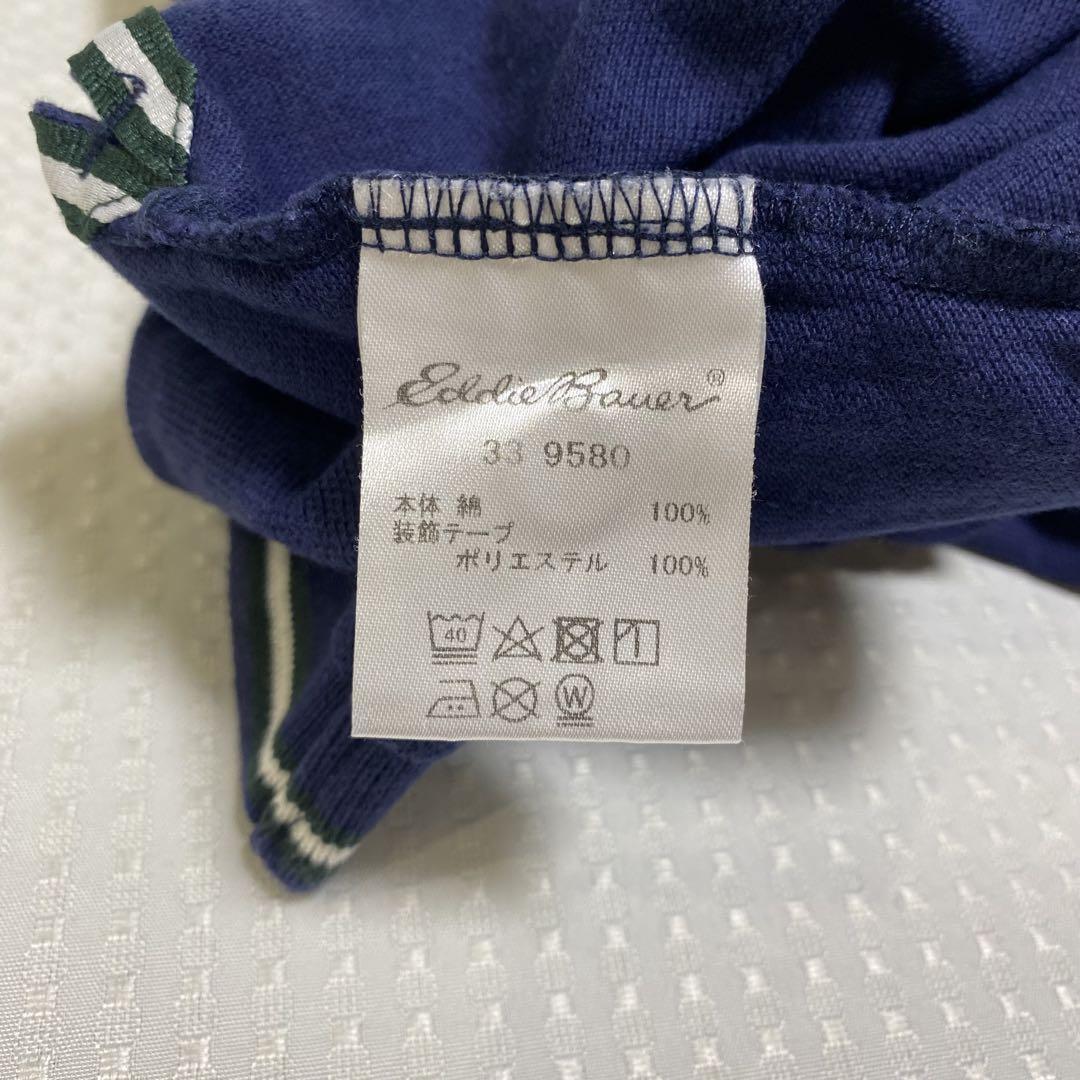 Eddie Bauer®
33 9580
本体 綿 100%
装飾テープ
ポリエステル 100%
40
W